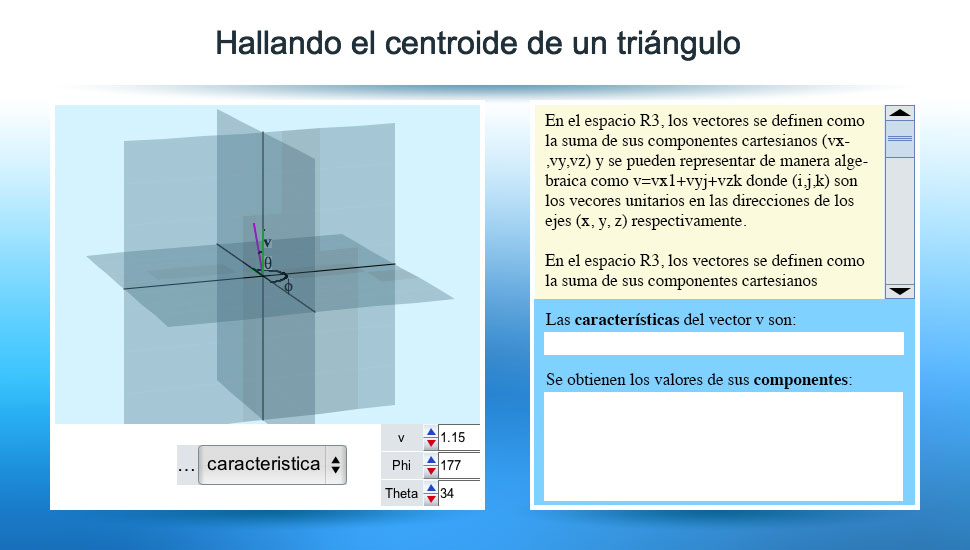 Hallando el centroide de un triángulo
v
θ
ϕ
... caracteristica
v 1.15
Phi 177
Theta 34
En el espacio R3, los vectores se definen como
la suma de sus componentes cartesianos (vx-
,vy,vz) y se pueden representar de manera alge-
braica como v=vx1+vyj+vzk donde (i,j,k) son
los vecores unitarios en las direcciones de los
ejes (x, y, z) respectivamente.
En el espacio R3, los vectores se definen como
la suma de sus componentes cartesianos
Las características del vector v son:
Se obtienen los valores de sus componentes: